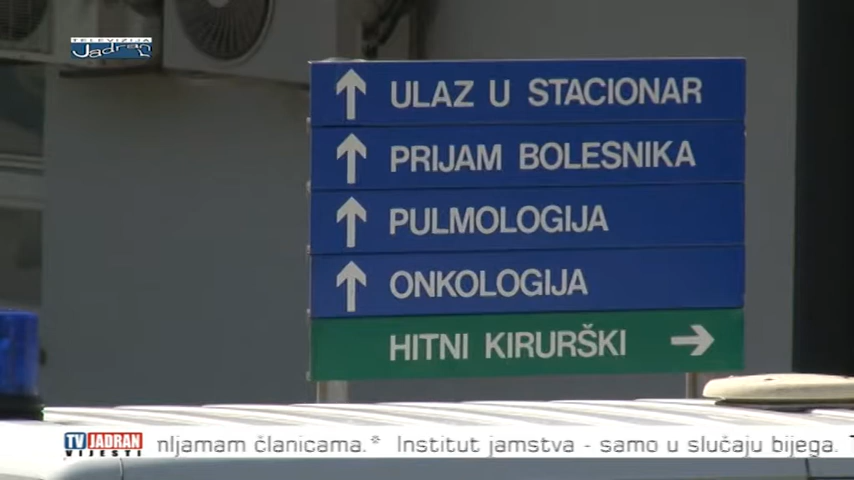 TELEVIZIJA
Jadran
ULAZ U STACIONAR
PRIJAM BOLESNIKA
PULMOLOGIJA
ONKOLOGIJA
HITNI KIRURŠKI
TV JADRAN
VIJESTI
članicama.* Institut jamstva - samo u slučaju bijega.